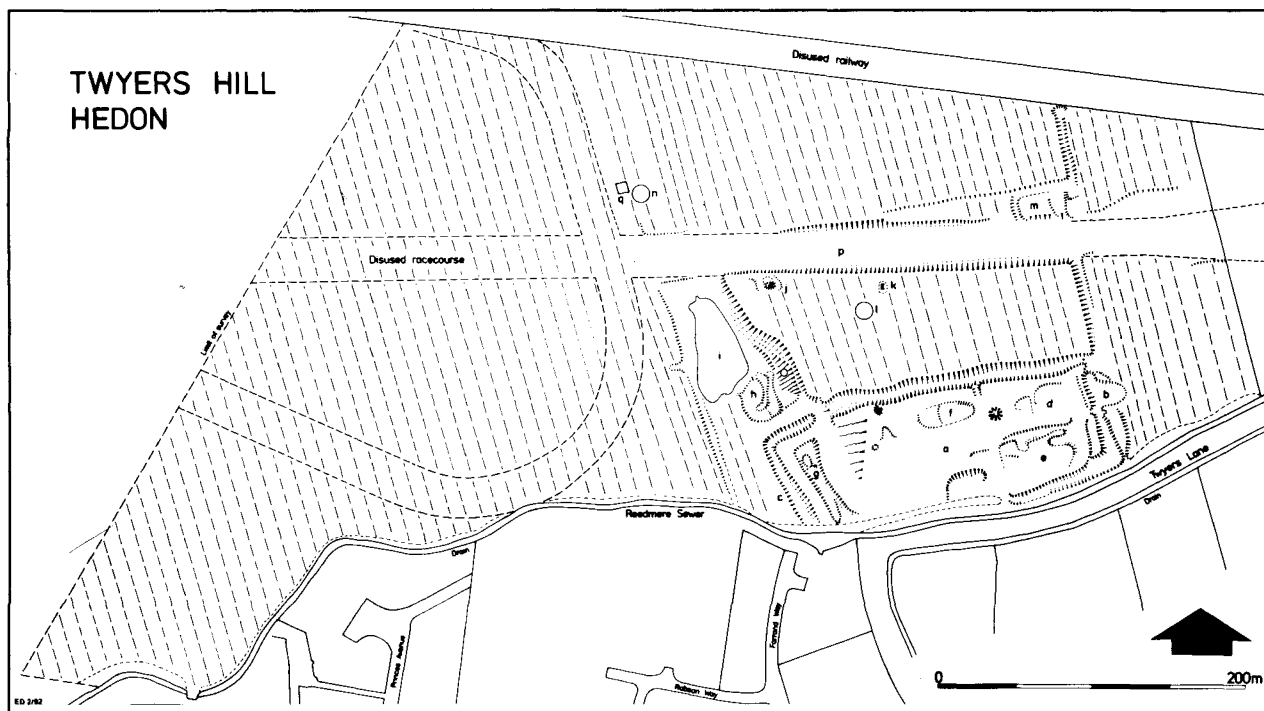 TWYERS HILL
HEDON
Disused railway
q
n
m
Disused racecourse
p
j
k
l
Limit of survey
i
h
f
d
b
o
a
e
g
c
Twyers Lane
Drain
Reedmere Sewer
Drain
Princes Avenue
Farrand Way
Robson Way
0
200m
ED 2/82